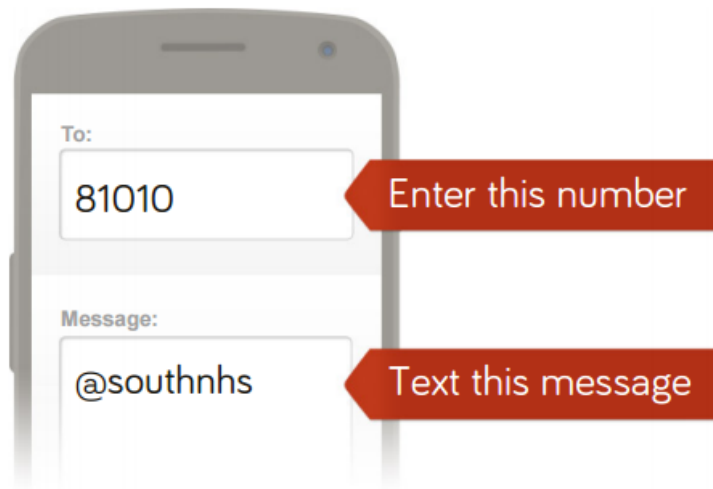 To:
81010
Enter this number
Message:
@southnhs
Text this message